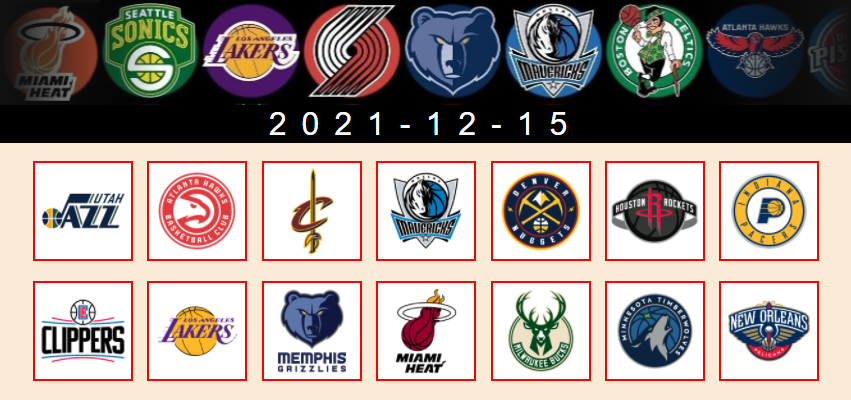 MIAMI HEAT
SEATTLE SONICS
LOS ANGELES LAKERS
MAVERICKS
BOSTON CELTICS
ATLANTA HAWKS
PIS
2021-12-15
UTAH JAZZ
ATLANTA HAWKS BASKETBALL CLUB
C
DALLAS MAVERICKS
DENVER NUGGETS
HOUSTON R ROCKETS
INDIANA P PACERS
LA CLIPPERS
LOS ANGELES LAKERS
MEMPHIS GRIZZLIES
MIAMI HEAT
MILWAUKEE BUCKS
MINNESOTA TIMBERWOLVES
NEW ORLEANS PELICANS